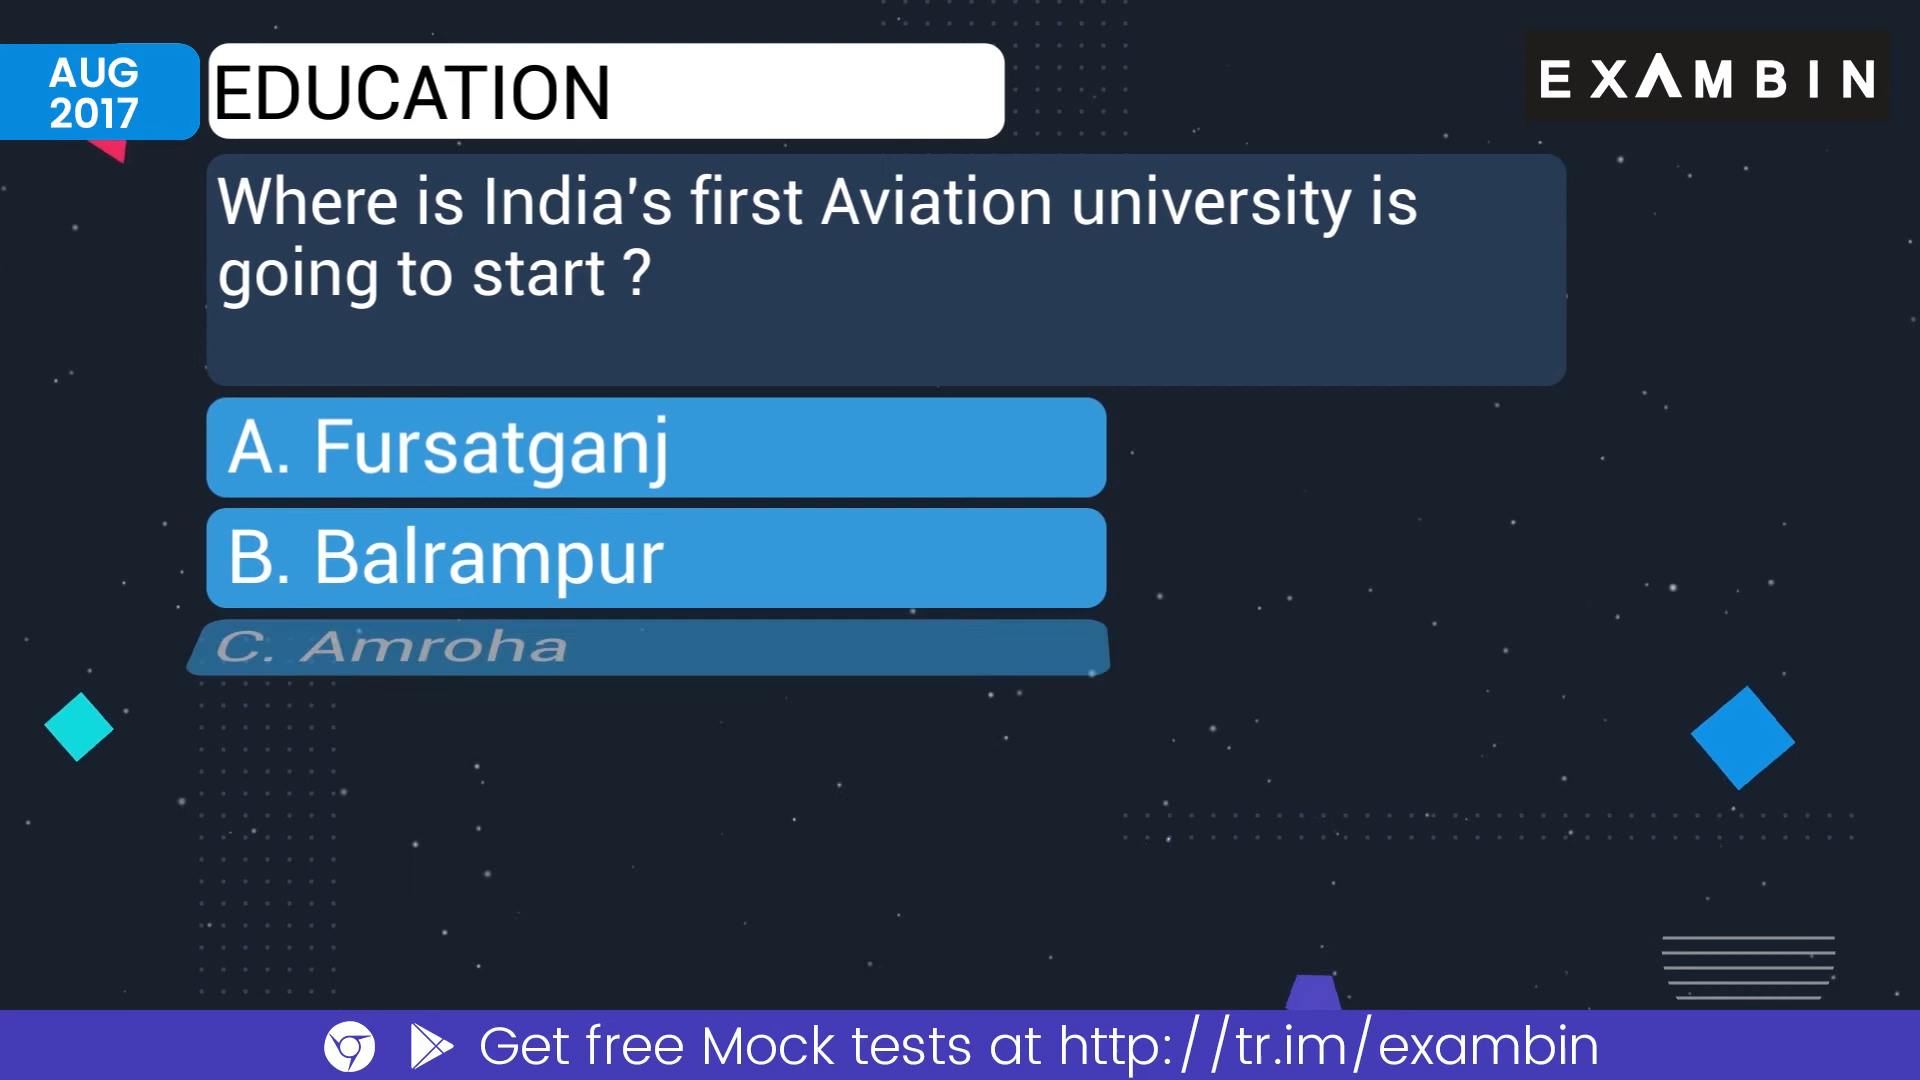 AUG
2017
EDUCATION
EXAMBIN
Where is India's first Aviation university is
going to start ?
A. Fursatganj
B. Balrampur
C. Amroha
Get free Mock tests at http://tr.im/exambin